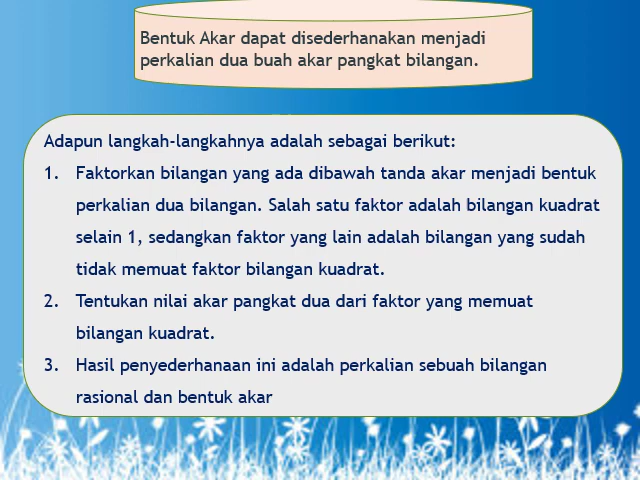 Bentuk Akar dapat disederhanakan menjadi
perkalian dua buah akar pangkat bilangan.
Adapun langkah-langkahnya adalah sebagai berikut:
1. Faktorkan bilangan yang ada dibawah tanda akar menjadi bentuk
perkalian dua bilangan. Salah satu faktor adalah bilangan kuadrat
selain 1, sedangkan faktor yang lain adalah bilangan yang sudah
tidak memuat faktor bilangan kuadrat.
2. Tentukan nilai akar pangkat dua dari faktor yang memuat
bilangan kuadrat.
3. Hasil penyederhanaan ini adalah perkalian sebuah bilangan
rasional dan bentuk akar